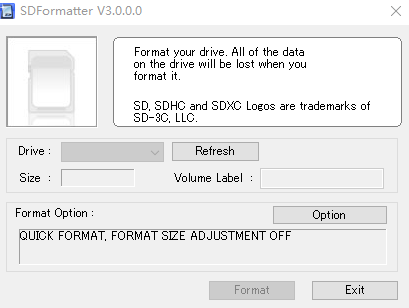 SDFormatter V3.0.0.0
Format your drive. All of the data
on the drive will be lost when you
format it.
SD, SDHC and SDXC Logos are trademarks of
SD-3C, LLC.
Drive :
Refresh
Size :
Volume Label :
Format Option :
Option
QUICK FORMAT, FORMAT SIZE ADJUSTMENT OFF
Format
Exit